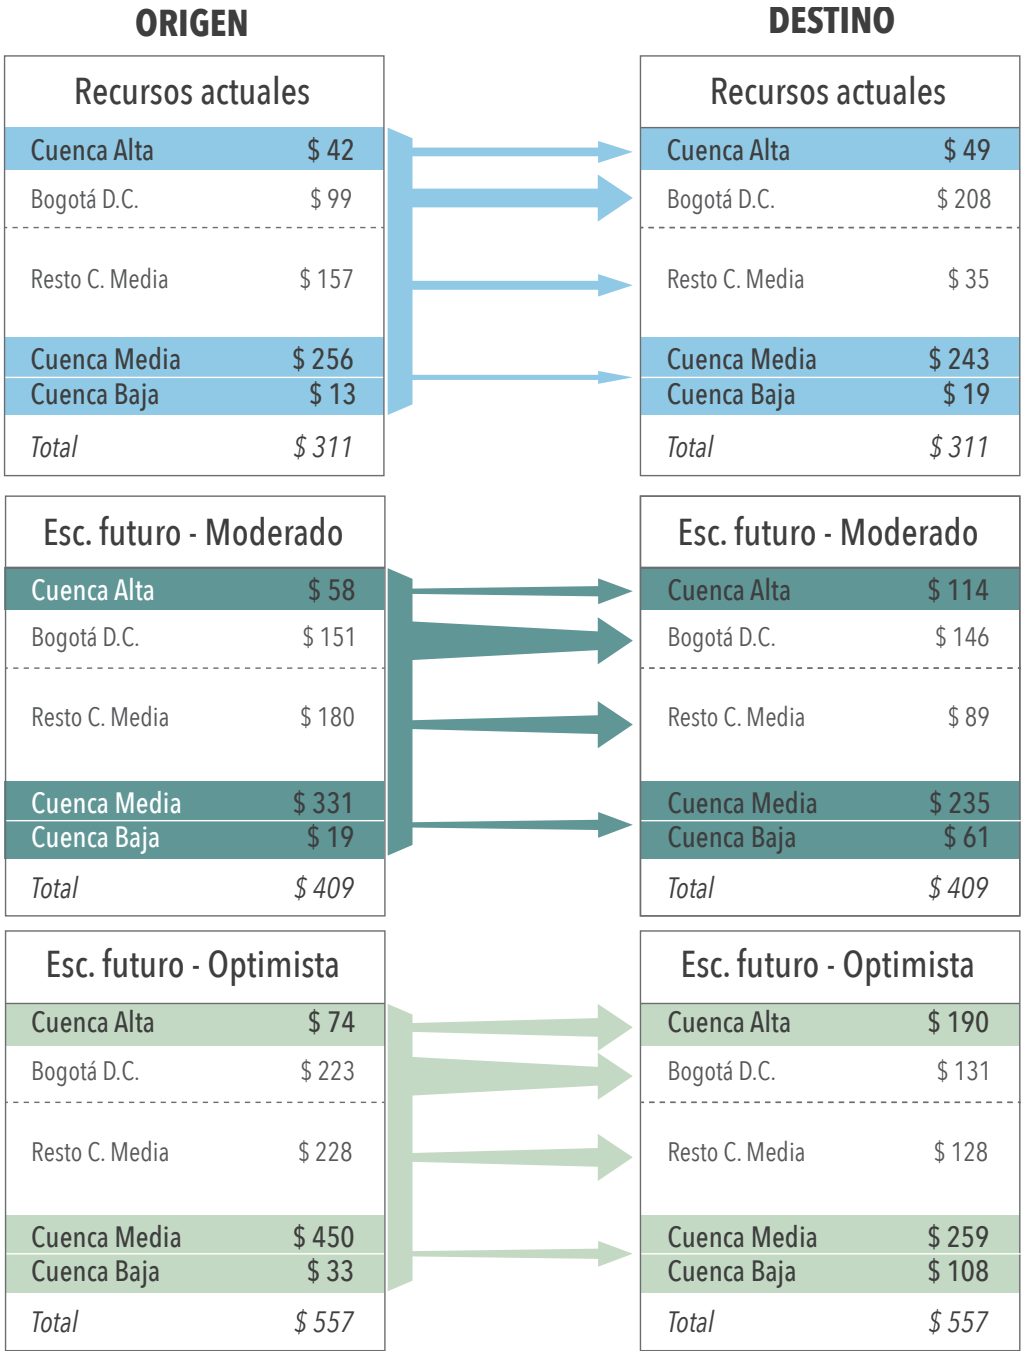 ORIGEN
DESTINO
Recursos actuales
Cuenca Alta $ 42
Bogotá D.C. $ 99
Resto C. Media $ 157
Cuenca Media $ 256
Cuenca Baja $ 13
Total $ 311
Recursos actuales
Cuenca Alta $ 49
Bogotá D.C. $ 208
Resto C. Media $ 35
Cuenca Media $ 243
Cuenca Baja $ 19
Total $ 311
Esc. futuro - Moderado
Cuenca Alta $ 58
Bogotá D.C. $ 151
Resto C. Media $ 180
Cuenca Media $ 331
Cuenca Baja $ 19
Total $ 409
Esc. futuro - Moderado
Cuenca Alta $ 114
Bogotá D.C. $ 146
Resto C. Media $ 89
Cuenca Media $ 235
Cuenca Baja $ 61
Total $ 409
Esc. futuro - Optimista
Cuenca Alta $ 74
Bogotá D.C. $ 223
Resto C. Media $ 228
Cuenca Media $ 450
Cuenca Baja $ 33
Total $ 557
Esc. futuro - Optimista
Cuenca Alta $ 190
Bogotá D.C. $ 131
Resto C. Media $ 128
Cuenca Media $ 259
Cuenca Baja $ 108
Total $ 557